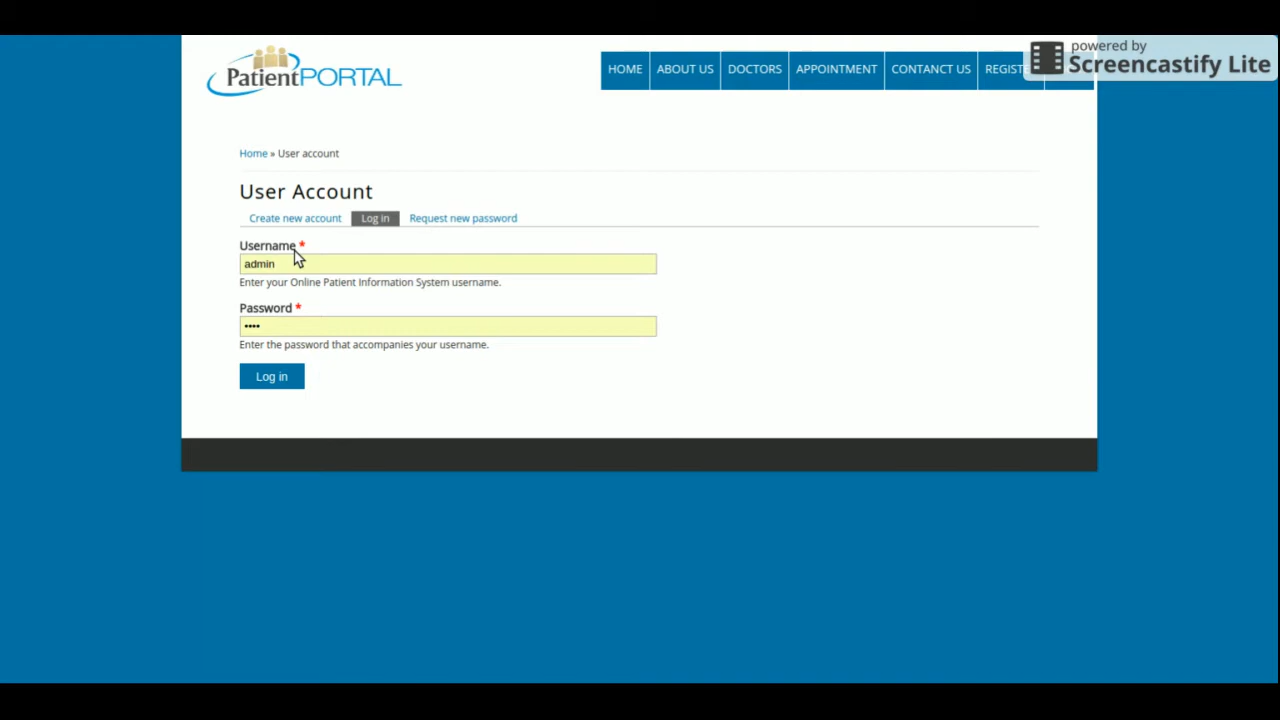 powered by
Screencastify Lite
PatientPORTAL
HOME ABOUT US DOCTORS APPOINTMENT CONTANCT US
Home » User account
User Account
Create new account Log in Request new password
Username *
admin
Enter your Online Patient Information System username.
Password *
••••
Enter the password that accompanies your username.
Log in